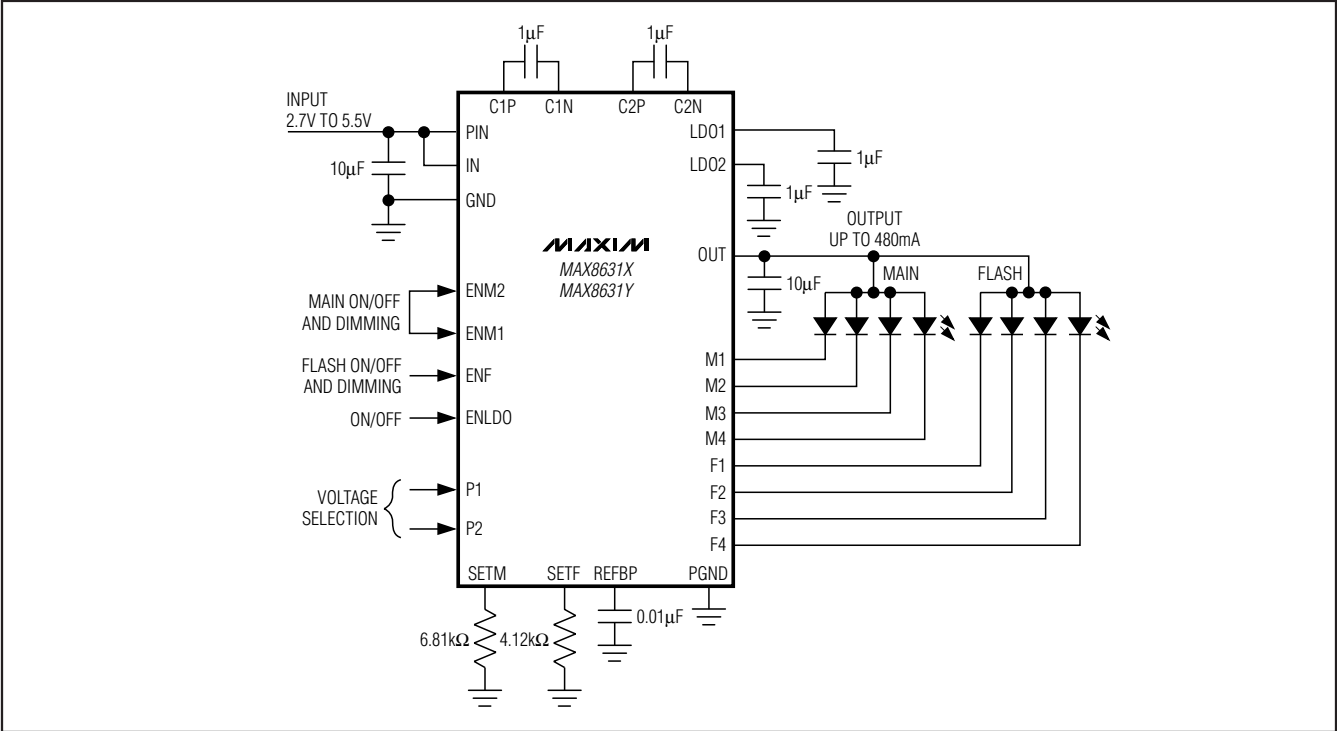 1µF
1µF
INPUT
2.7V TO 5.5V
C1P
C1N
C2P
C2N
PIN
LDO1
1µF
10µF
IN
LDO2
1µF
GND
OUTPUT
UP TO 480mA
MAXIM
MAX8631X
MAX8631Y
OUT
10µF
MAIN
FLASH
MAIN ON/OFF
AND DIMMING
ENM2
ENM1
FLASH ON/OFF
AND DIMMING
ENF
ON/OFF
ENLDO
M1
M2
M3
M4
F1
F2
F3
F4
VOLTAGE
SELECTION
P1
P2
SETM
SETF
REFBP
PGND
6.81kΩ
4.12kΩ
0.01µF